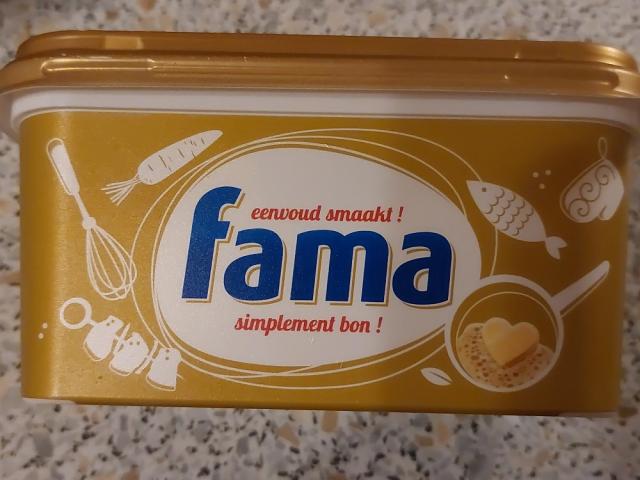 eenvoud smaakt !
fama
simplement bon !